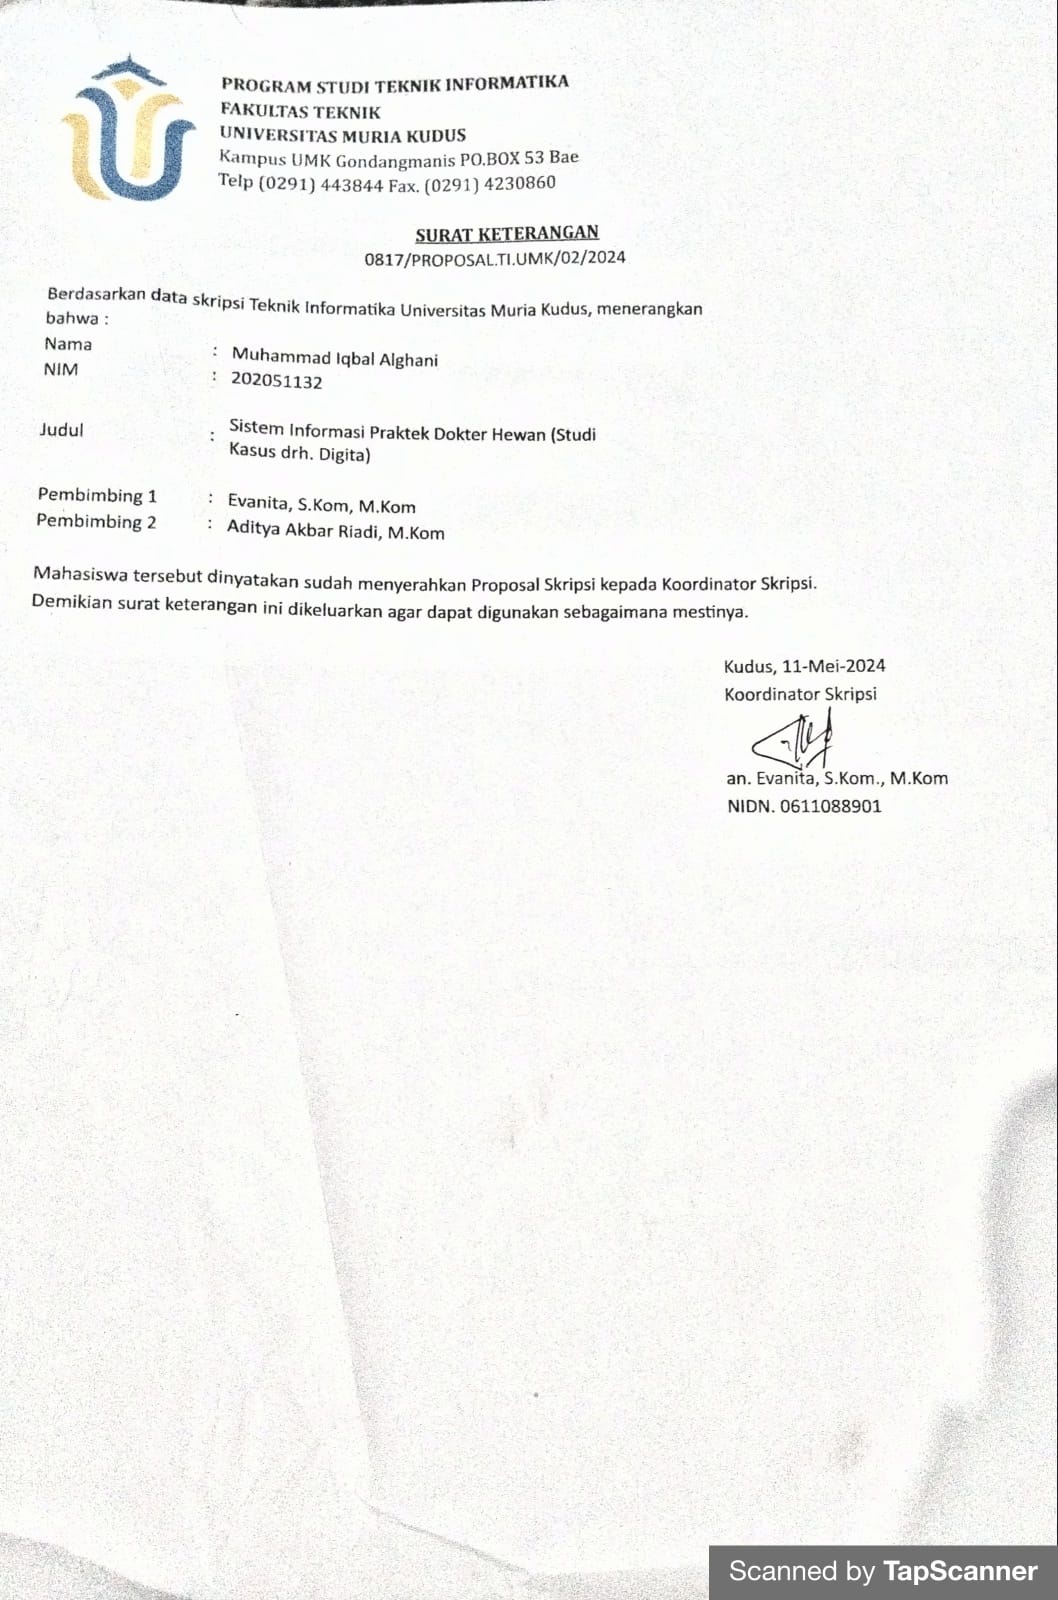 PROGRAM STUDI TEKNIK INFORMATIKA
FAKULTAS TEKNIK
UNIVERSITAS MURIA KUDUS
Kampus UMK Gondangmanis PO.BOX 53 Bae
Telp (0291) 443844 Fax. (0291) 4230860
SURAT KETERANGAN
0817/PROPOSAL.TI.UMK/02/2024
Berdasarkan data skripsi Teknik Informatika Universitas Muria Kudus, menerangkan
bahwa :
Nama : Muhammad Iqbal Alghani
NIM : 202051132
Judul : Sistem Informasi Praktek Dokter Hewan (Studi
Kasus drh. Digita)
Pembimbing 1 : Evanita, S.Kom, M.Kom
Pembimbing 2 : Aditya Akbar Riadi, M.Kom
Mahasiswa tersebut dinyatakan sudah menyerahkan Proposal Skripsi kepada Koordinator Skripsi.
Demikian surat keterangan ini dikeluarkan agar dapat digunakan sebagaimana mestinya.
Kudus, 11-Mei-2024
Koordinator Skripsi
an. Evanita, S.Kom., M.Kom
NIDN. 0611088901
Scanned by TapScanner